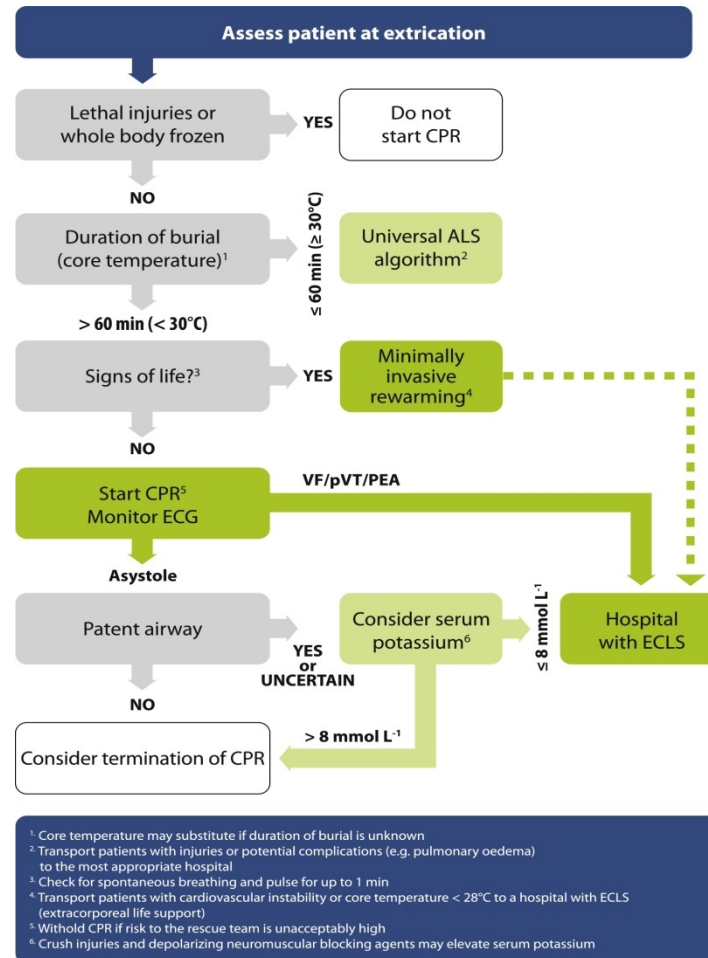 Assess patient at extrication
Lethal injuries or
whole body frozen
YES
Do not
start CPR
NO
Duration of burial
(core temperature)¹
≤ 60 min (≥ 30°C)
Universal ALS
algorithm²
> 60 min (< 30°C)
Signs of life?³
YES
Minimally
invasive
rewarming⁴
NO
Start CPR⁵
Monitor ECG
VF/pVT/PEA
Asystole
Patent airway
YES
or
UNCERTAIN
Consider serum
potassium⁶
≤ 8 mmol L⁻¹
Hospital
with ECLS
NO
> 8 mmol L⁻¹
Consider termination of CPR
¹· Core temperature may substitute if duration of burial is unknown
²· Transport patients with injuries or potential complications (e.g. pulmonary oedema)
to the most appropriate hospital
³· Check for spontaneous breathing and pulse for up to 1 min
⁴· Transport patients with cardiovascular instability or core temperature < 28°C to a hospital with ECLS
(extracorporeal life support)
⁵· Withold CPR if risk to the rescue team is unacceptably high
⁶· Crush injuries and depolarizing neuromuscular blocking agents may elevate serum potassium